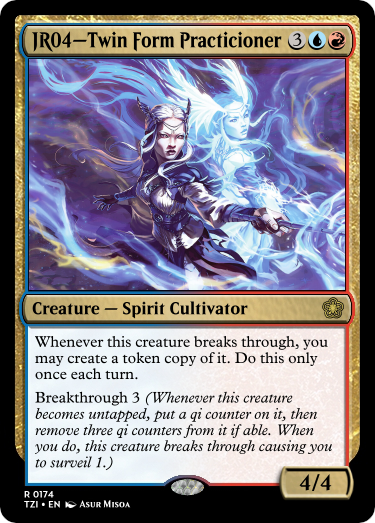 JR04—Twin Form Practicioner 3
Creature — Spirit Cultivator
Whenever this creature breaks through, you
may create a token copy of it. Do this only
once each turn.
Breakthrough 3 (Whenever this creature
becomes untapped, put a qi counter on it, then
remove three qi counters from it if able. When
you do, this creature breaks through causing you
to surveil 1.)
4/4
R 0174
TZI • EN Asur Misoa